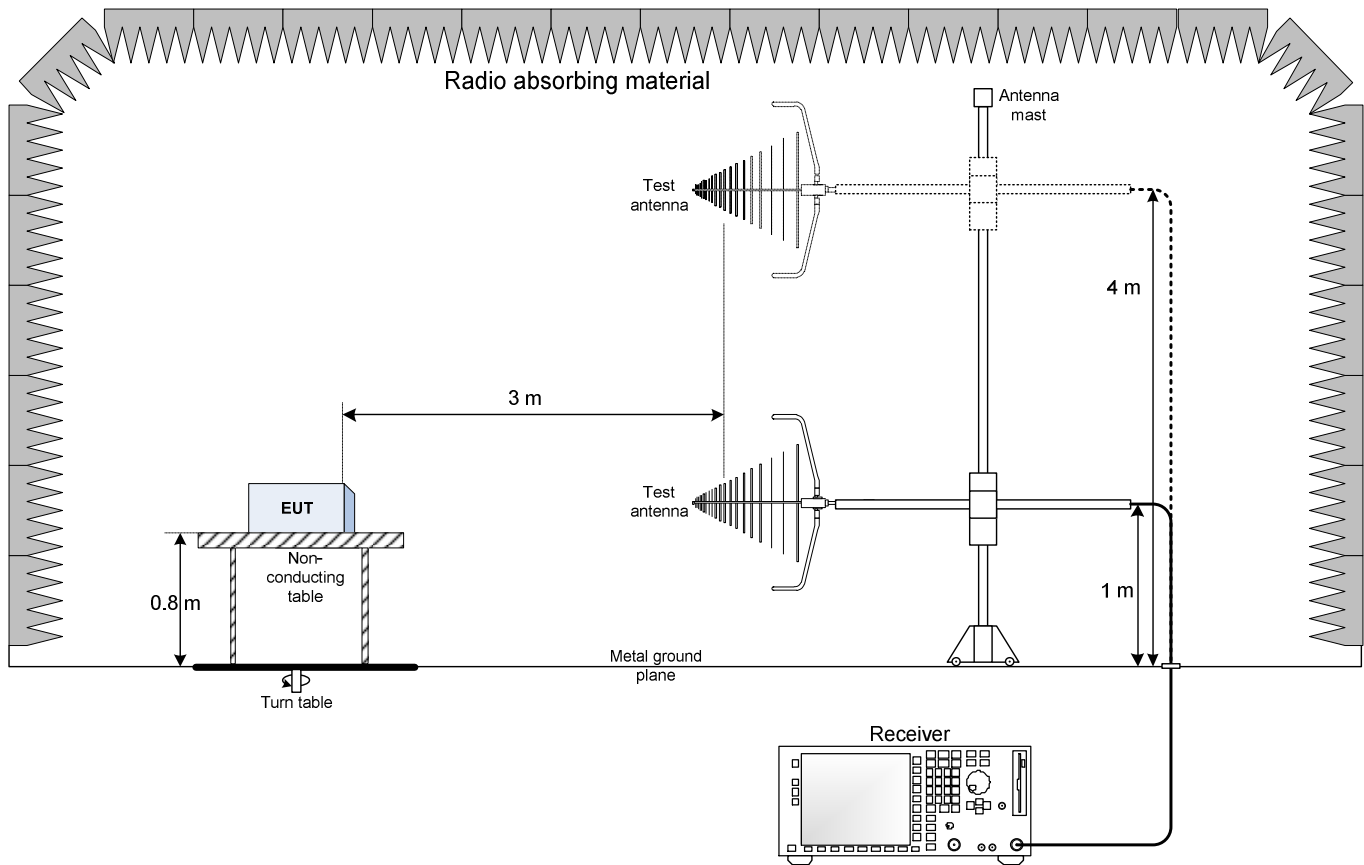 Radio absorbing material
Antenna
mast
Test
antenna
4 m
3 m
Test
antenna
EUT
Non-
conducting
table
0.8 m
1 m
Metal ground
plane
Turn table
Receiver